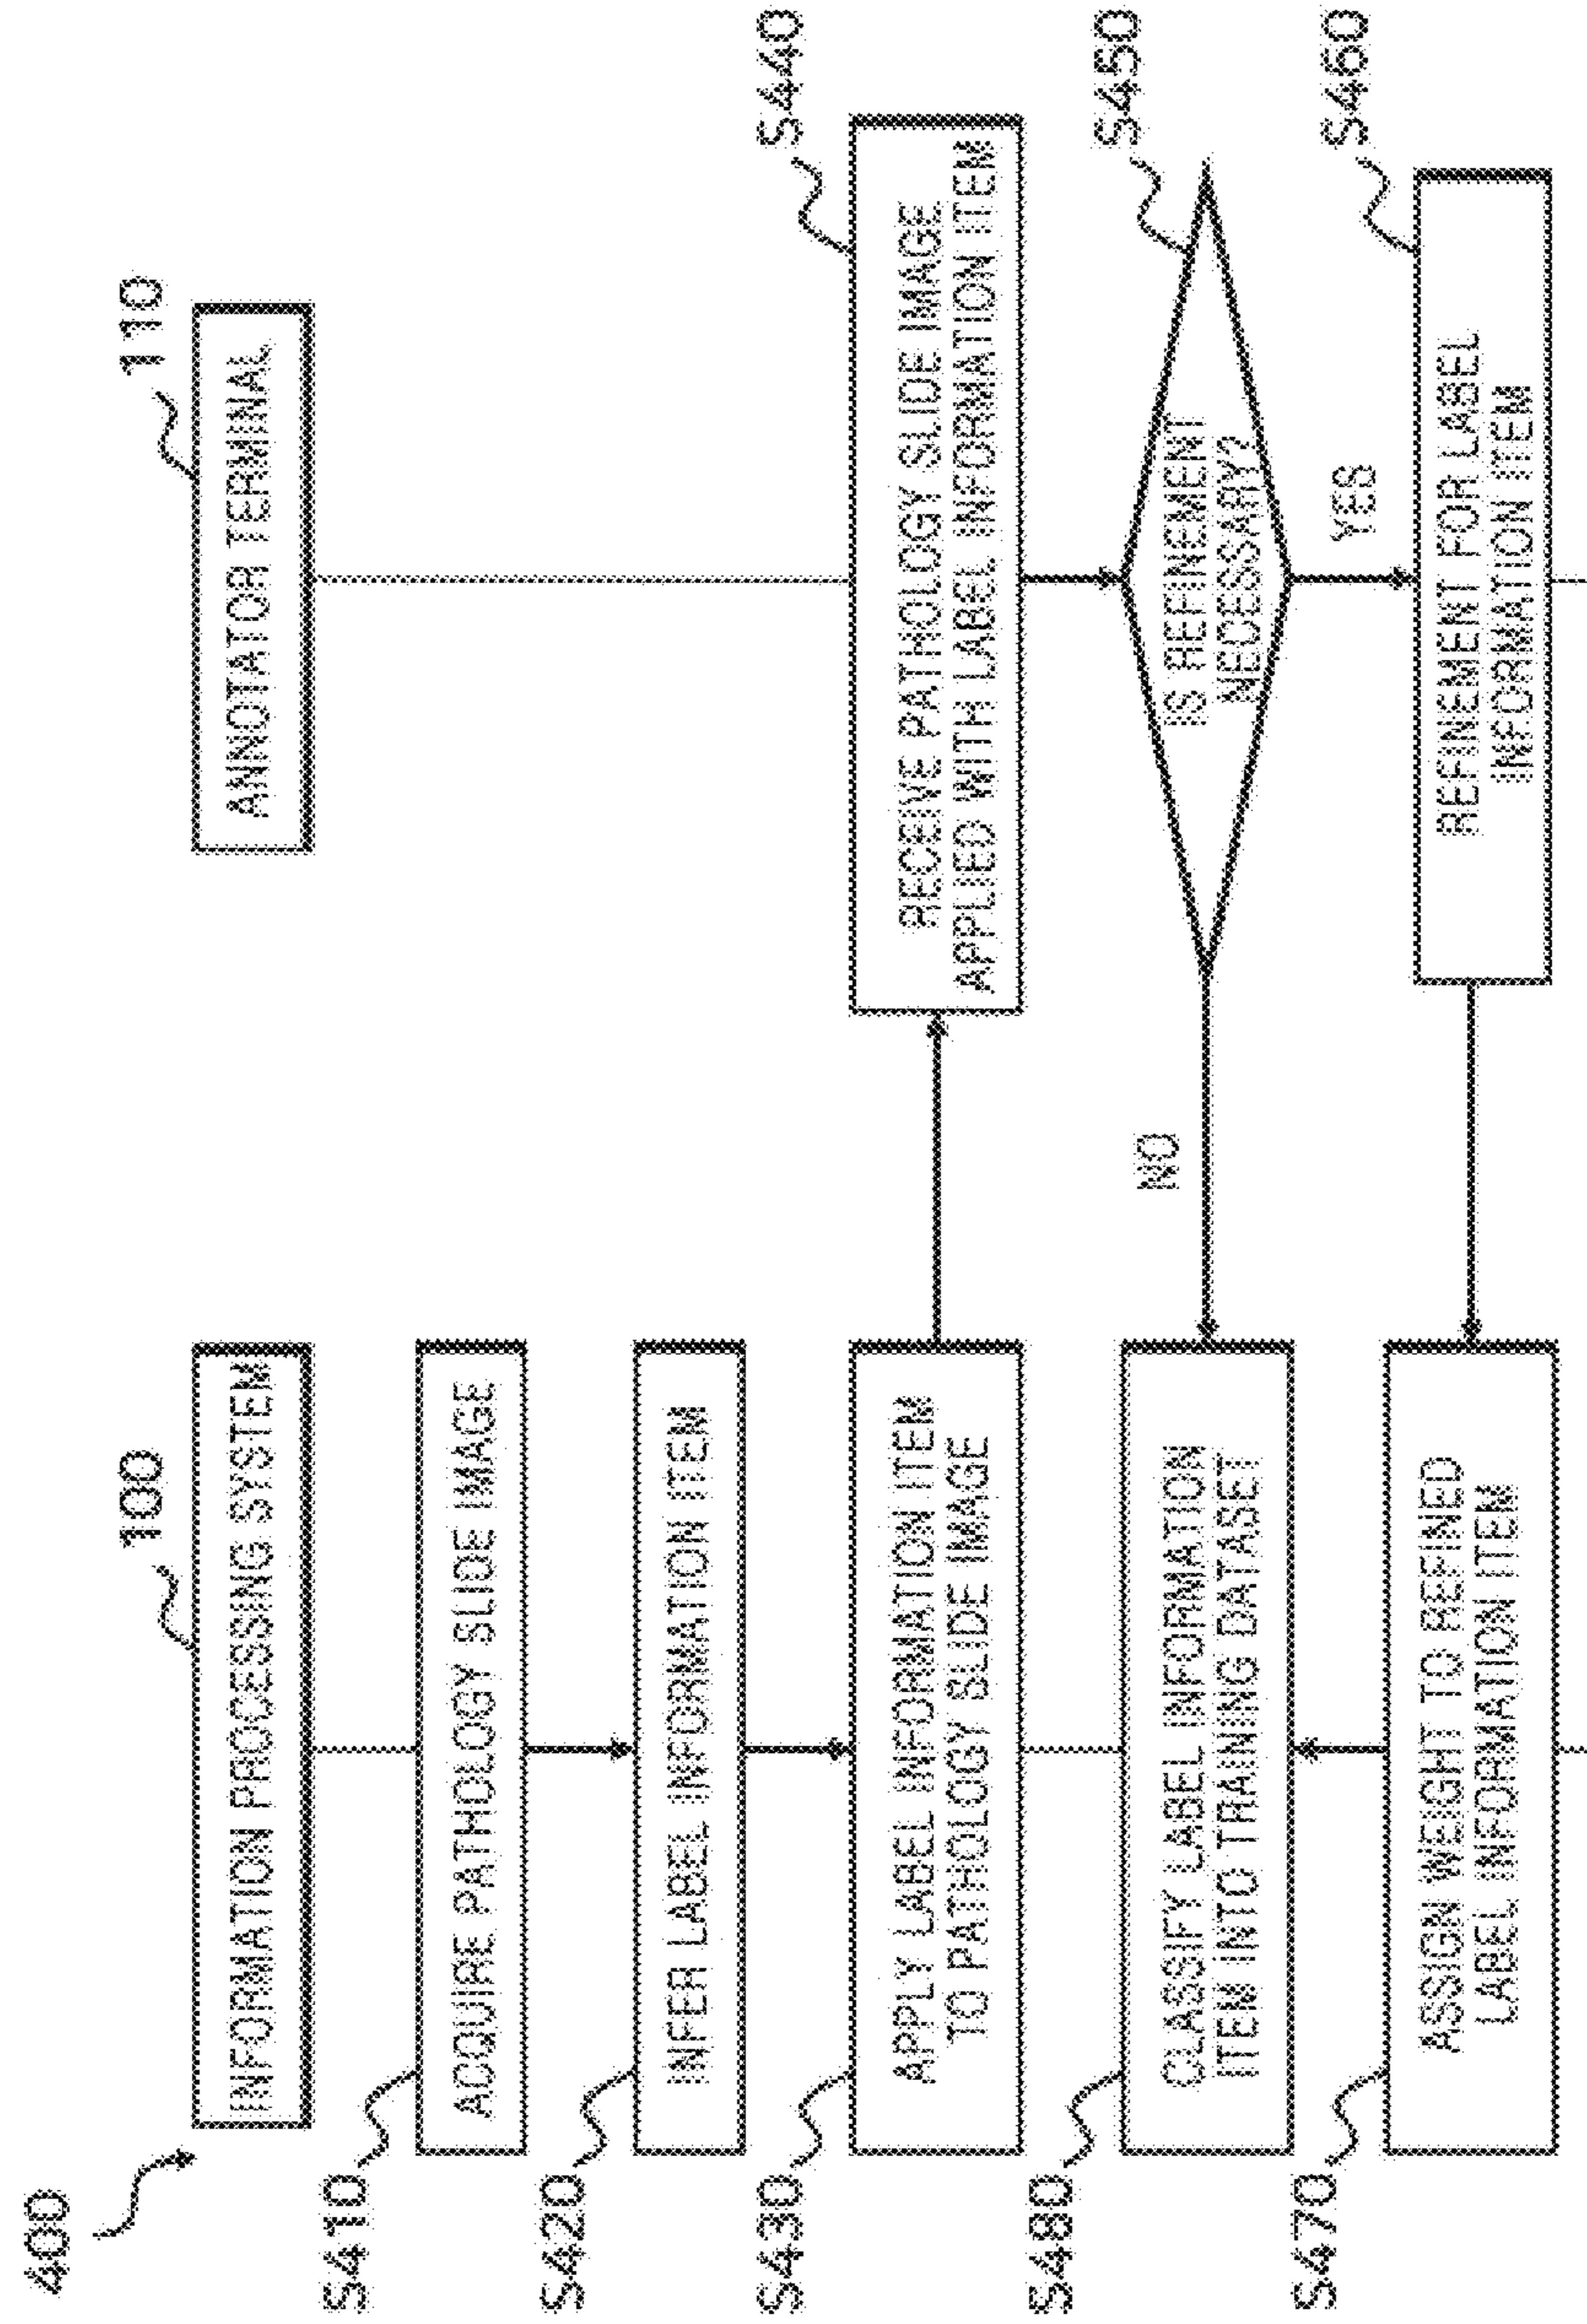 400
100
INFORMATION PROCESSING SYSTEM
110
ANNOTATOR TERMINAL
S410
ACQUIRE PATHOLOGY SLIDE IMAGE
S420
INFER LABEL INFORMATION ITEM
S430
APPLY LABEL INFORMATION ITEM
TO PATHOLOGY SLIDE IMAGE
S440
RECEIVE PATHOLOGY SLIDE IMAGE
APPLIED WITH LABEL INFORMATION ITEM
S450
IS REFINEMENT
NECESSARY?
NO
YES
S480
CLASSIFY LABEL INFORMATION
ITEM INTO TRAINING DATASET
S460
REFINEMENT FOR LABEL
INFORMATION ITEM
S470
ASSIGN WEIGHT TO REFINED
LABEL INFORMATION ITEM